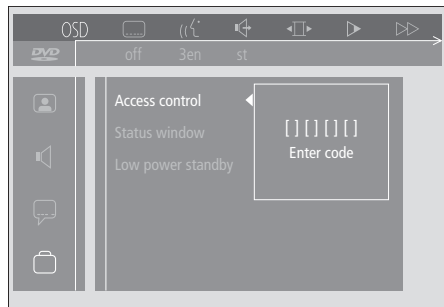 OSD
DVD off 3en st
Access control
Status window
Low power standby
[ ] [ ] [ ] [ ]
Enter code